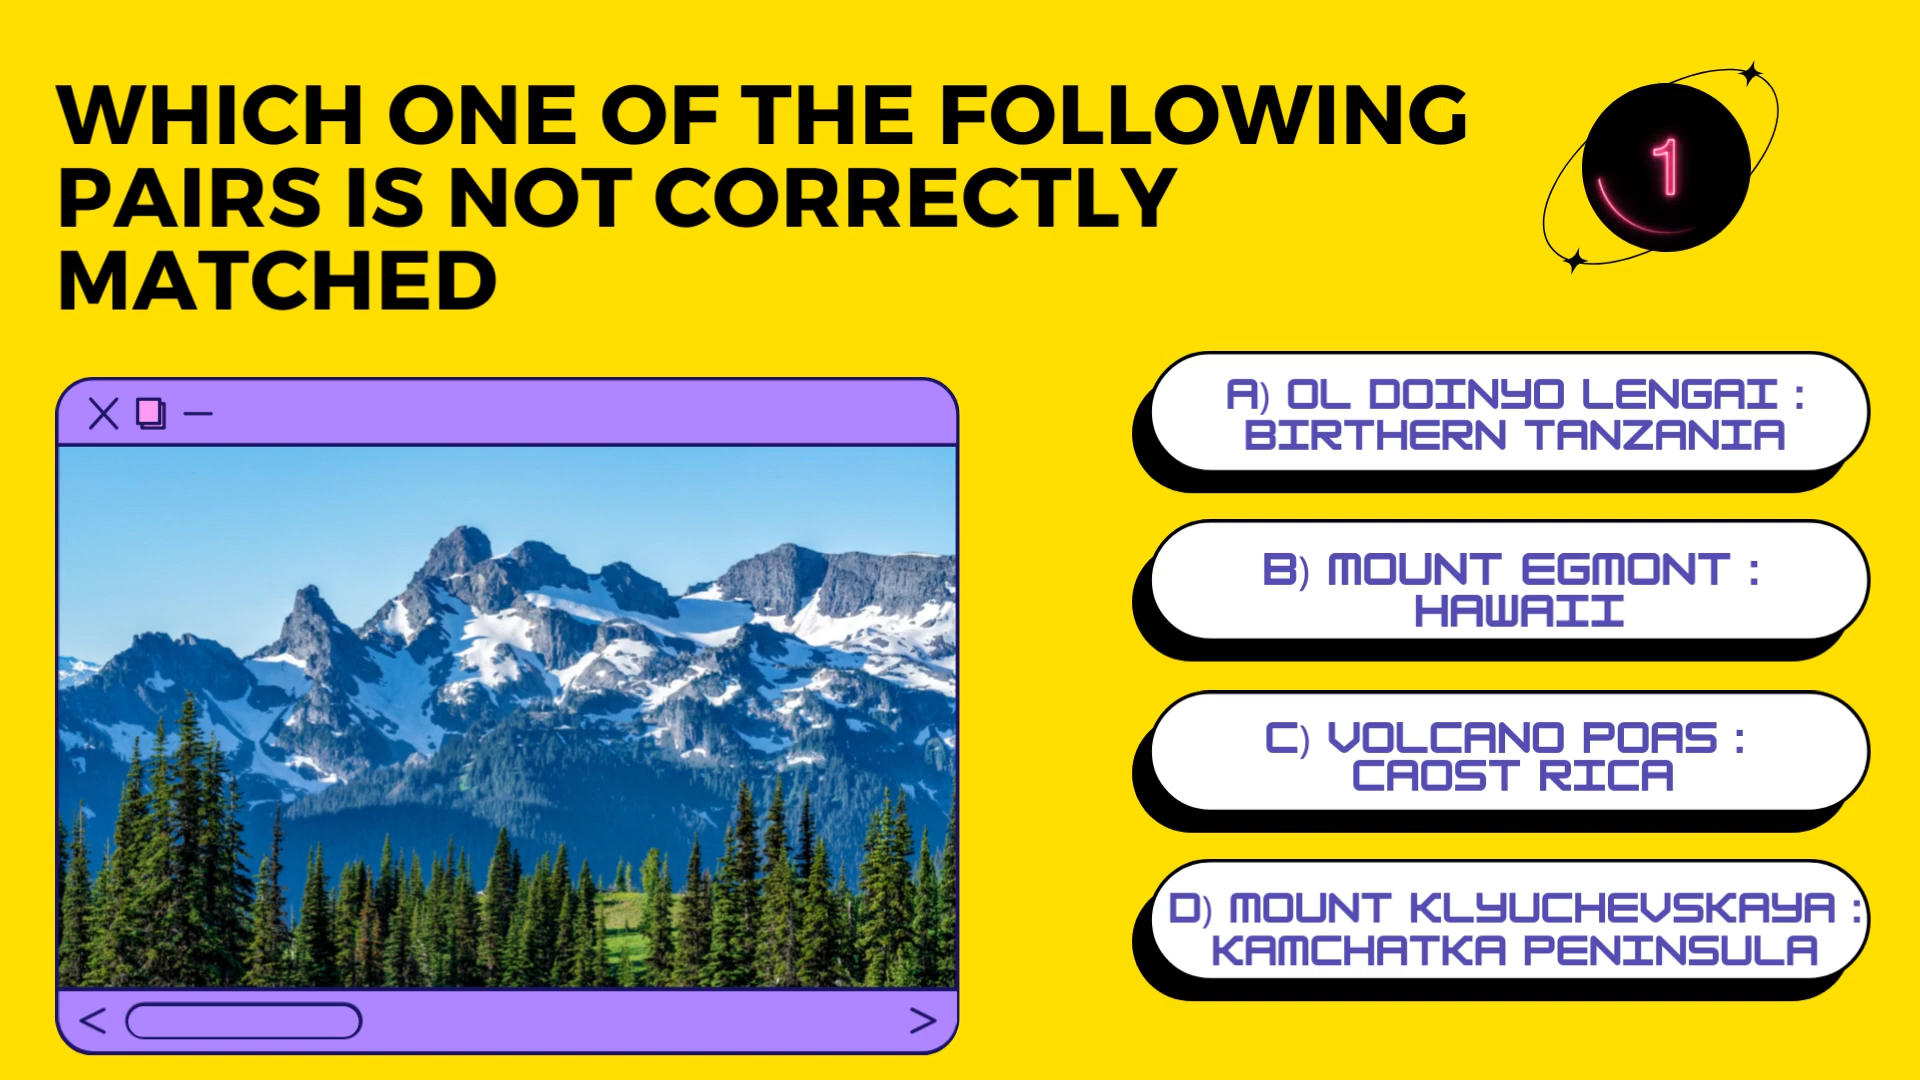 WHICH ONE OF THE FOLLOWING
PAIRS IS NOT CORRECTLY
MATCHED
1
A) OL DOINYO LENGAI :
BIRTHERN TANZANIA
B) MOUNT EGMONT :
HAWAII
C) VOLCANO POAS :
CAOST RICA
D) MOUNT KLYUCHEVSKAYA :
KAMCHATKA PENINSULA